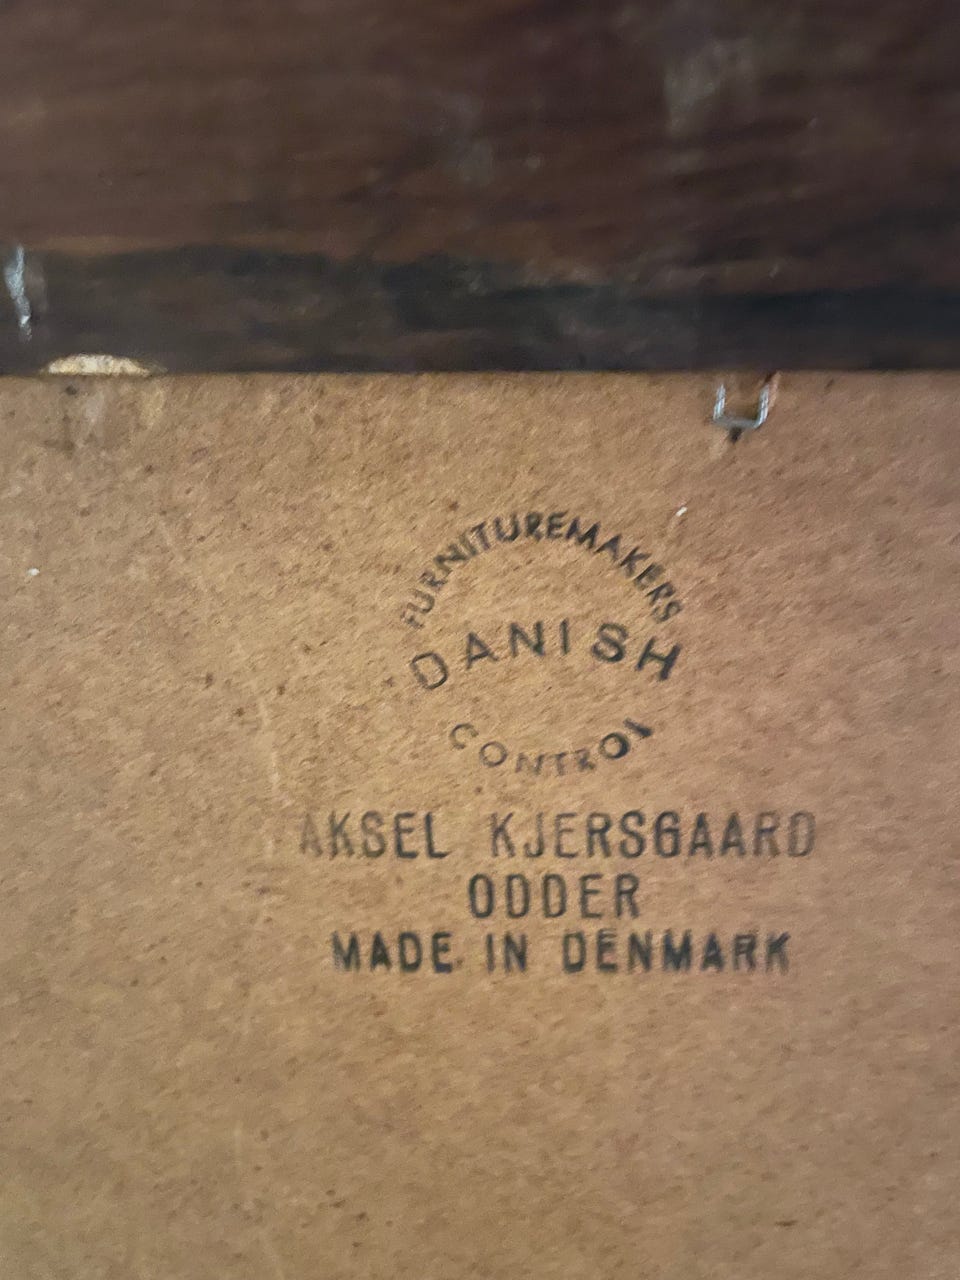 FURNITUREMAKERS
DANISH
CONTROL
AKSEL KJERSGAARD
ODDER
MADE IN DENMARK